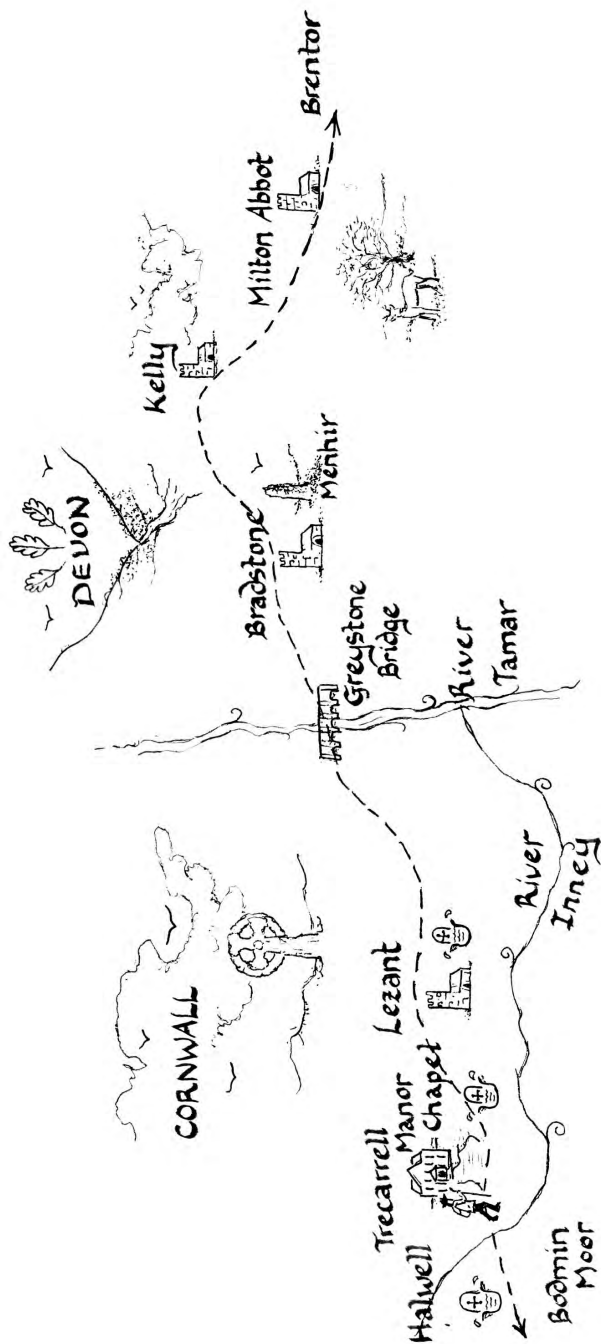 DEVON
CORNWALL
Brentor
Milton Abbot
Kelly
Bradstone
Menhir
Greystone
Bridge
River
Tamar
River
Inney
Lezant
Trecarrell
Manor
Chapel
Halwell
Bodmin
Moor